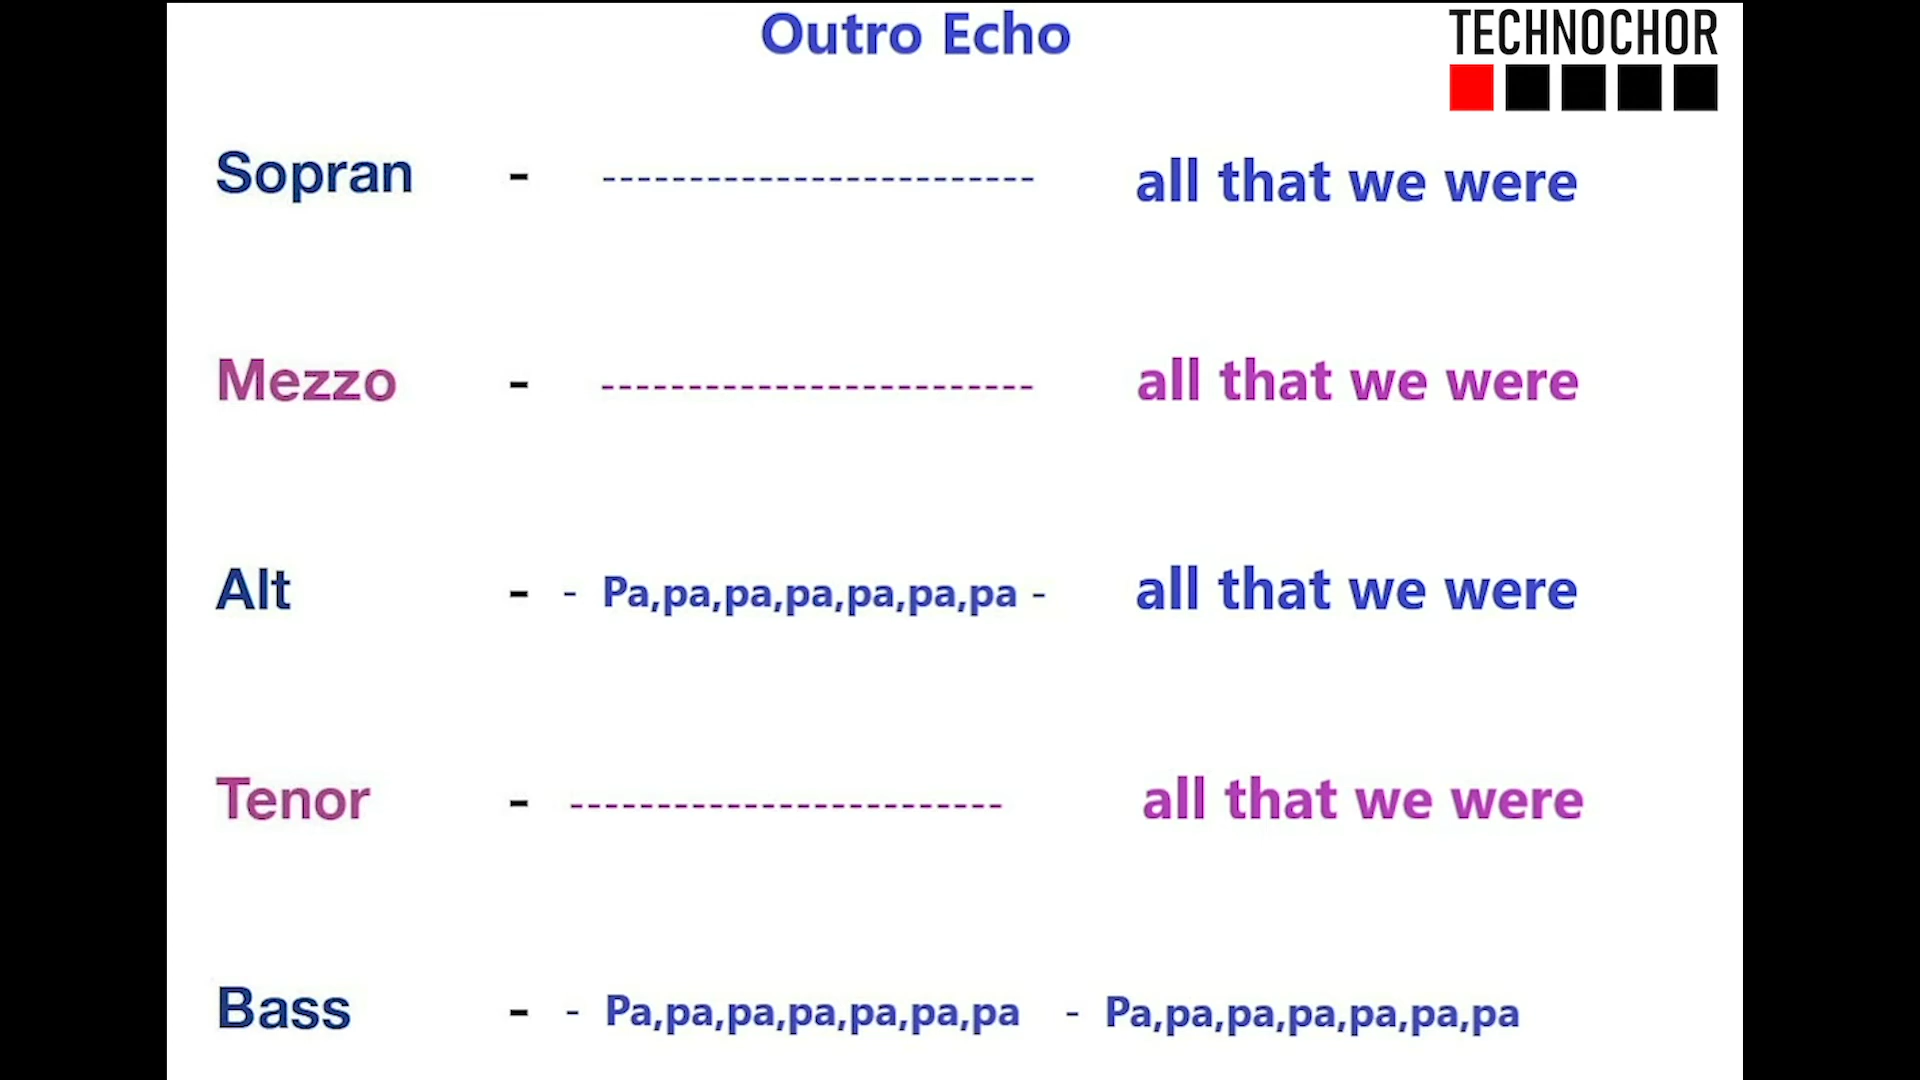 Outro Echo
TECHNOCHOR
Sopran - ------------------------- all that we were
Mezzo - ------------------------- all that we were
Alt - - Pa,pa,pa,pa,pa,pa,pa - all that we were
Tenor - ------------------------- all that we were
Bass - - Pa,pa,pa,pa,pa,pa,pa - Pa,pa,pa,pa,pa,pa,pa